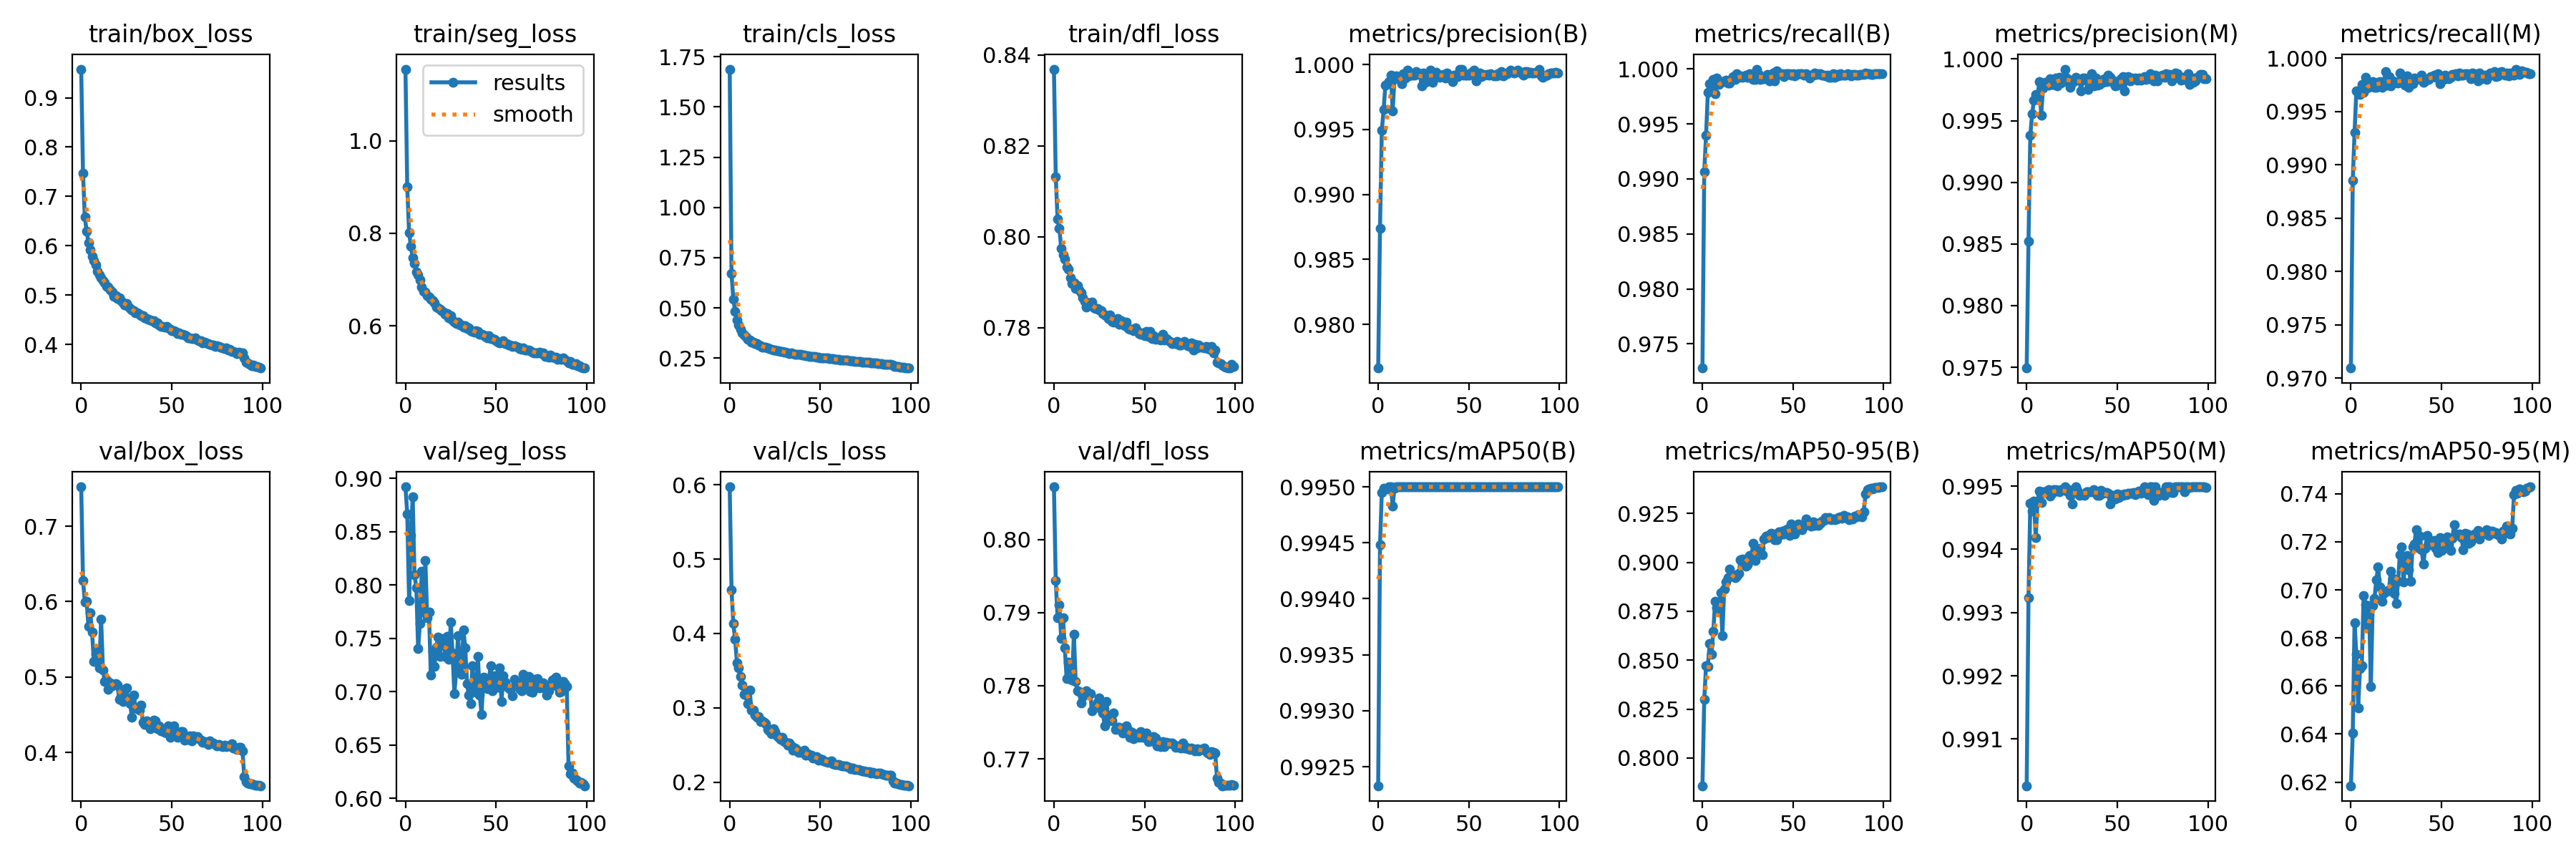 train/box_loss
0.9
0.8
0.7
0.6
0.5
0.4
0 50 100
train/seg_loss
results
smooth
1.0
0.8
0.6
0 50 100
train/cls_loss
1.75
1.50
1.25
1.00
0.75
0.50
0.25
0 50 100
train/dfl_loss
0.84
0.82
0.80
0.78
0 50 100
metrics/precision(B)
1.000
0.995
0.990
0.985
0.980
0 50 100
metrics/recall(B)
1.000
0.995
0.990
0.985
0.980
0.975
0 50 100
metrics/precision(M)
1.000
0.995
0.990
0.985
0.980
0.975
0 50 100
metrics/recall(M)
1.000
0.995
0.990
0.985
0.980
0.975
0.970
0 50 100
val/box_loss
0.7
0.6
0.5
0.4
0 50 100
val/seg_loss
0.90
0.85
0.80
0.75
0.70
0.65
0.60
0 50 100
val/cls_loss
0.6
0.5
0.4
0.3
0.2
0 50 100
val/dfl_loss
0.80
0.79
0.78
0.77
0 50 100
metrics/mAP50(B)
0.9950
0.9945
0.9940
0.9935
0.9930
0.9925
0 50 100
metrics/mAP50-95(B)
0.925
0.900
0.875
0.850
0.825
0.800
0 50 100
metrics/mAP50(M)
0.995
0.994
0.993
0.992
0.991
0 50 100
metrics/mAP50-95(M)
0.74
0.72
0.70
0.68
0.66
0.64
0.62
0 50 100